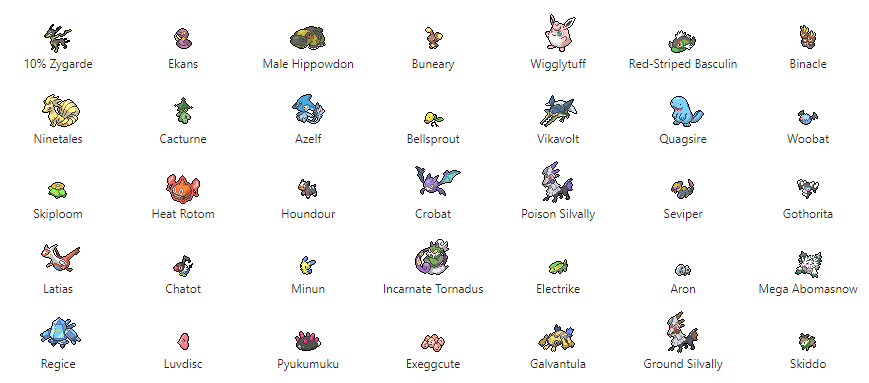 10% Zygarde Ekans Male Hippowdon Buneary Wigglytuff Red-Striped Basculin Binacle
Ninetales Cacturne Azelf Bellsprout Vikavolt Quagsire Woobat
Skiploom Heat Rotom Houndour Crobat Poison Silvally Seviper Gothorita
Latias Chatot Minun Incarnate Tornadus Electrike Aron Mega Abomasnow
Regice Luvdisc Pyukumuku Exeggcute Galvantula Ground Silvally Skiddo